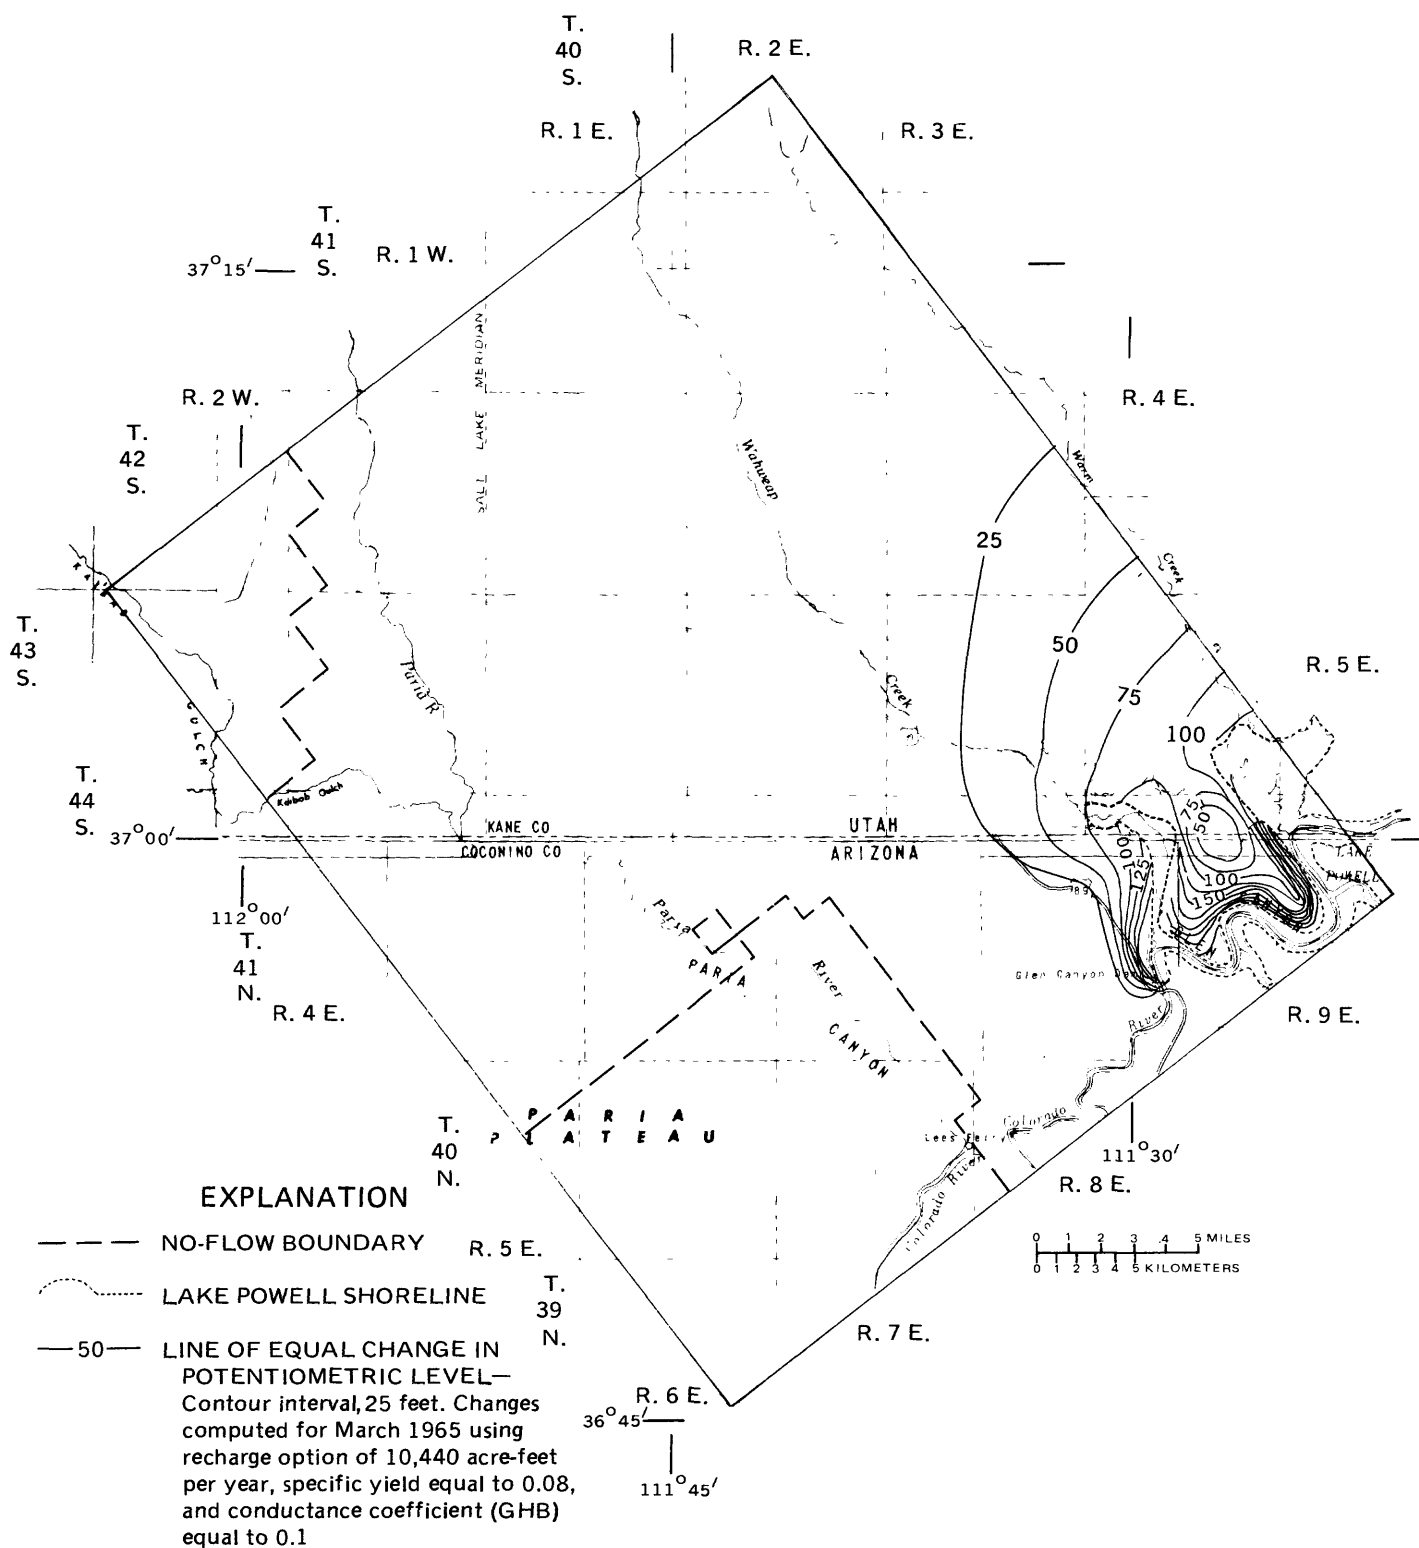 T.
40
S.
R. 2 E.
R. 1 E.
R. 3 E.
T.
41
S.
R. 1 W.
37°15′
SALT LAKE MERIDIAN
R. 2 W.
R. 4 E.
T.
42
S.
Wahweap
Warm
25
Creek
KAIBAB
T.
43
S.
50
R. 5 E.
Paria R
Creek
75
GULCH
100
T.
44
S.
Kaibab Gulch
75
50
37°00′
KANE CO
UTAH
COCONINO CO
ARIZONA
LAKE
POWELL
100
125
100
150
89
112°00′
Paria
PARIA
River
CANYON
GLEN
CANYON
Glen Canyon Dam
T.
41
N.
R. 4 E.
River
R. 9 E.
PARIA
PLATEAU
T.
40
N.
Colorado
Lees Ferry
111°30′
Colorado River
R. 8 E.
EXPLANATION
NO-FLOW BOUNDARY
R. 5 E.
0 1 2 3 4 5 MILES
0 1 2 3 4 5 KILOMETERS
LAKE POWELL SHORELINE
T.
39
N.
R. 7 E.
50
LINE OF EQUAL CHANGE IN
POTENTIOMETRIC LEVEL—
Contour interval, 25 feet. Changes
computed for March 1965 using
recharge option of 10,440 acre-feet
per year, specific yield equal to 0.08,
and conductance coefficient (GHB)
equal to 0.1
R. 6 E.
36°45′
111°45′